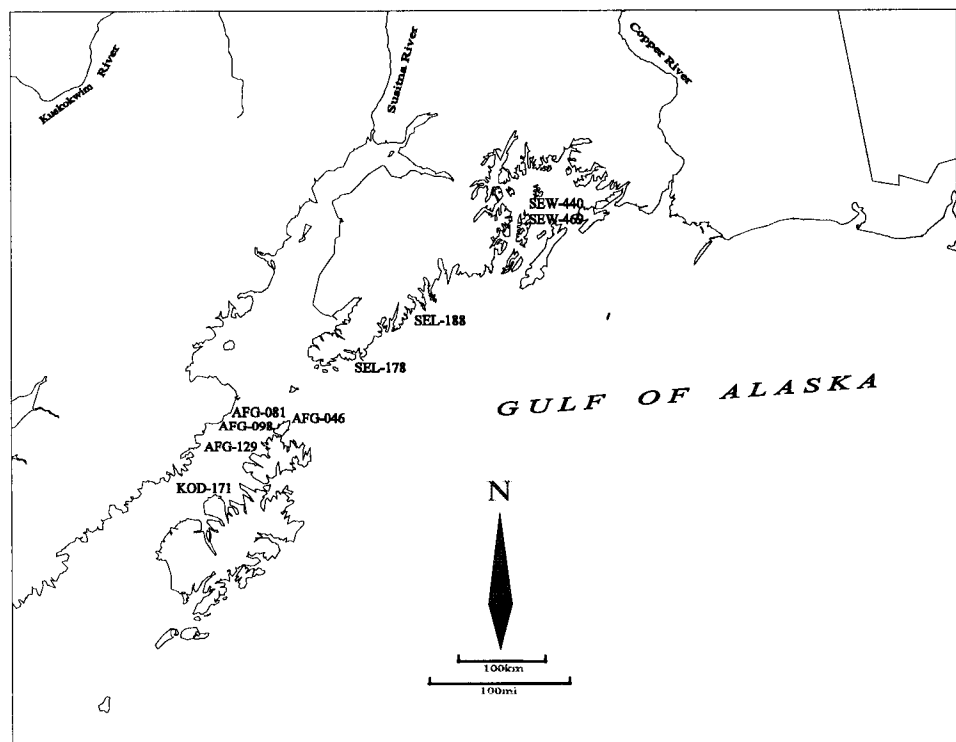 Kuskokwim River
Susitna River
Copper River
SEW-440
SEW-469
SEL-188
SEL-178
GULF OF ALASKA
AFG-081
AFG-046
AFG-098
AFG-129
KOD-171
N
100km
100mi